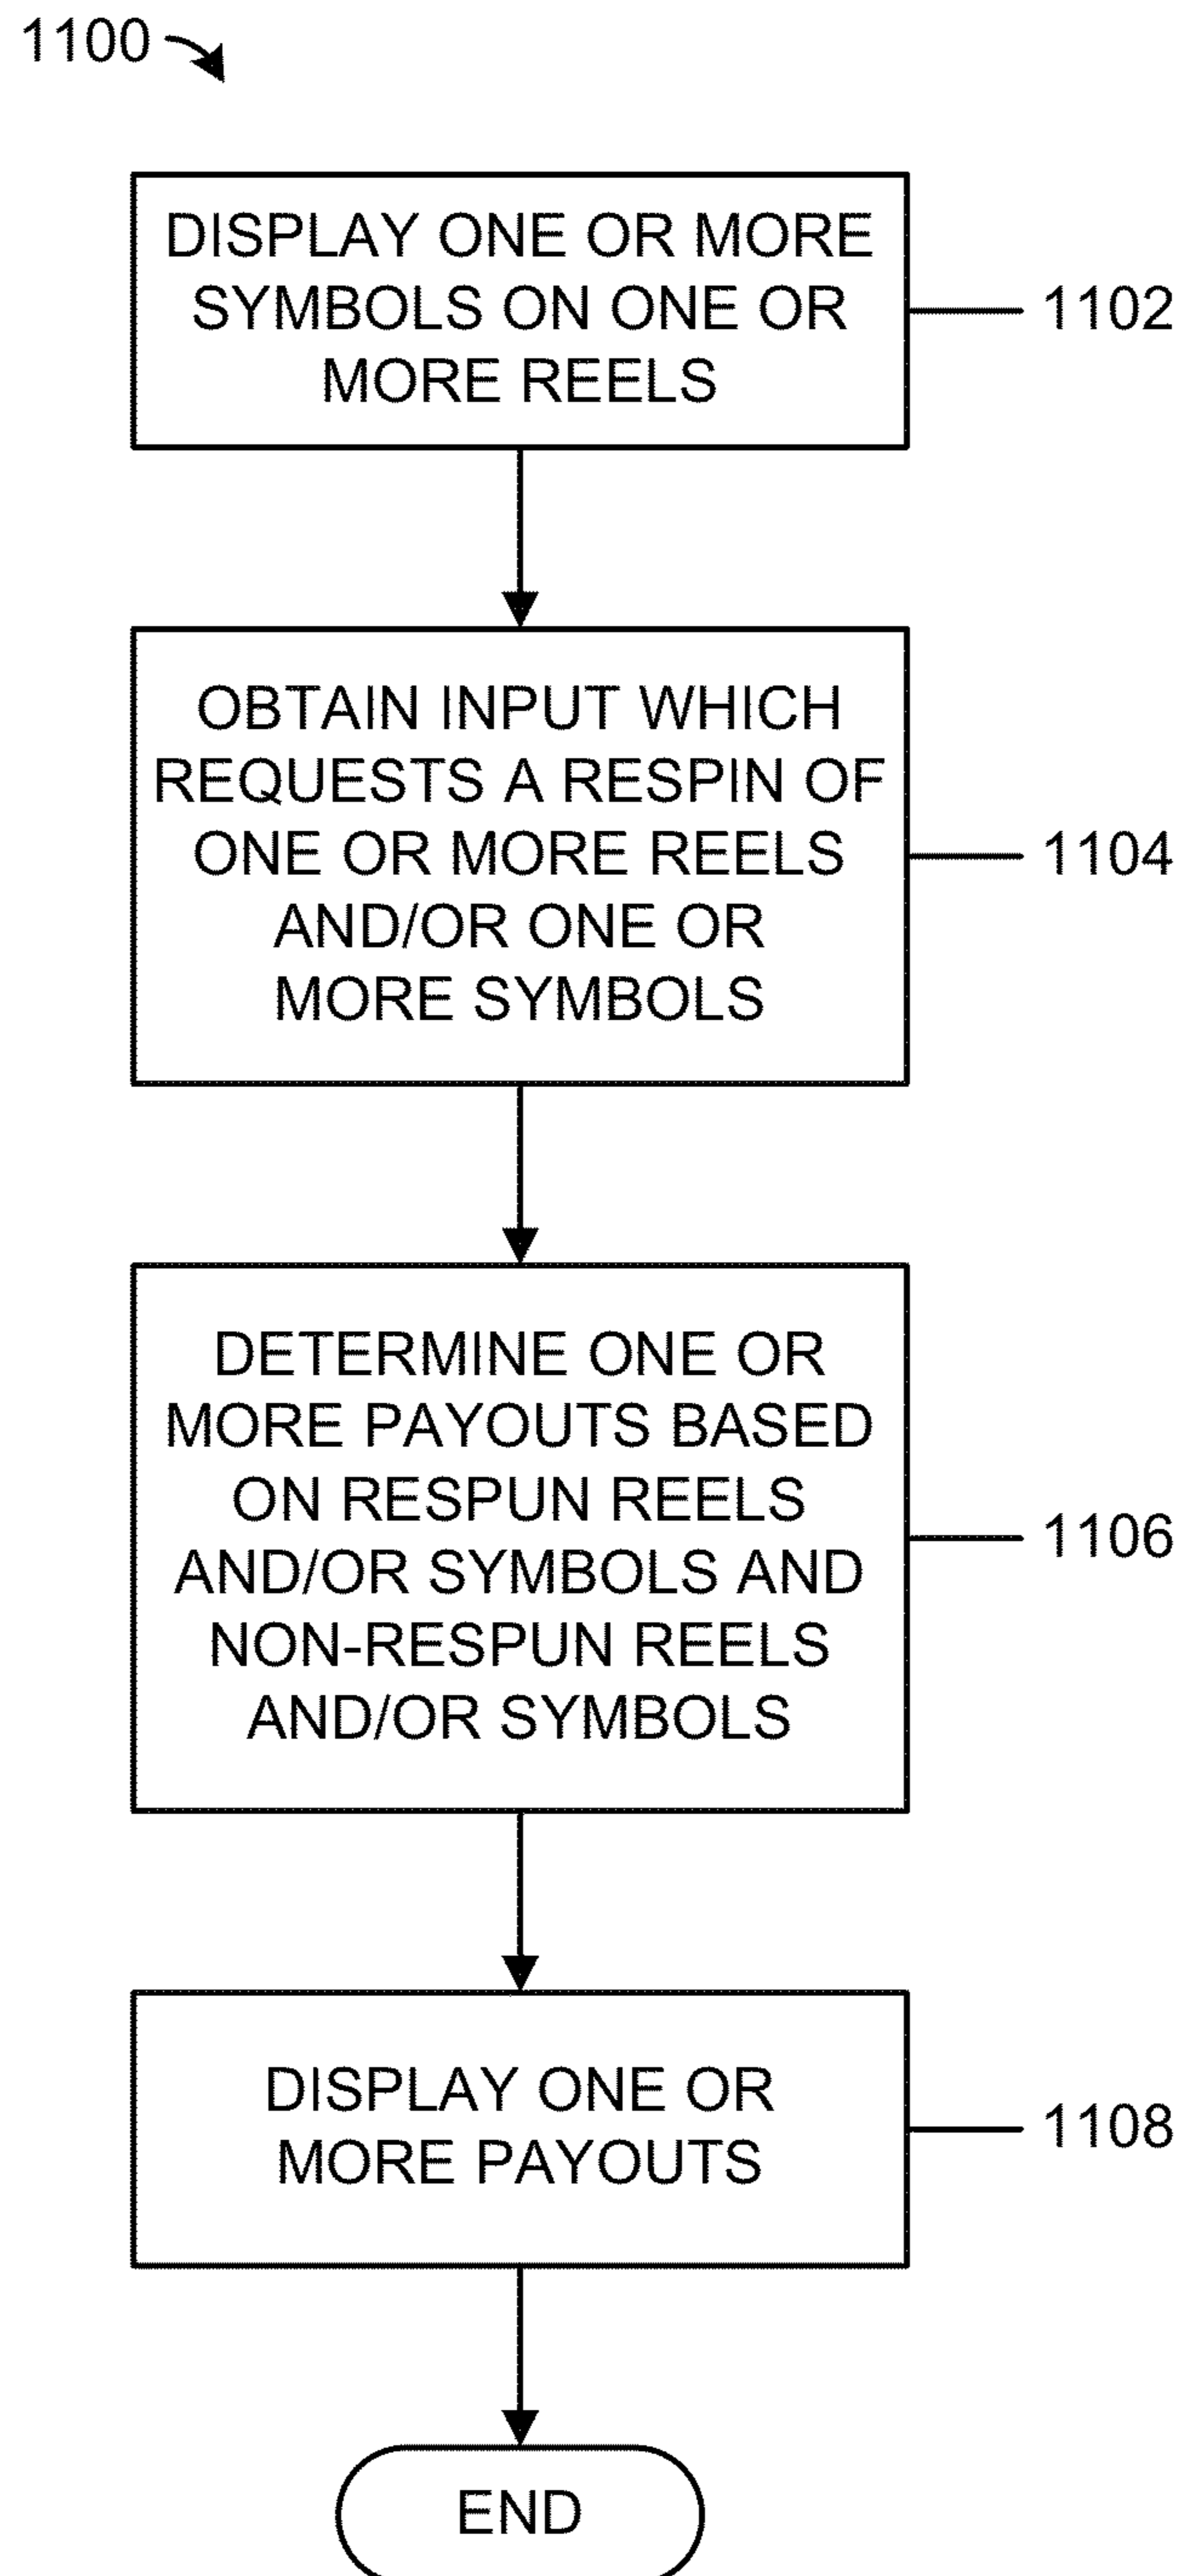 1100
DISPLAY ONE OR MORE
SYMBOLS ON ONE OR
MORE REELS
1102
OBTAIN INPUT WHICH
REQUESTS A RESPIN OF
ONE OR MORE REELS
AND/OR ONE OR
MORE SYMBOLS
1104
DETERMINE ONE OR
MORE PAYOUTS BASED
ON RESPUN REELS
AND/OR SYMBOLS AND
NON-RESPUN REELS
AND/OR SYMBOLS
1106
DISPLAY ONE OR
MORE PAYOUTS
1108
END